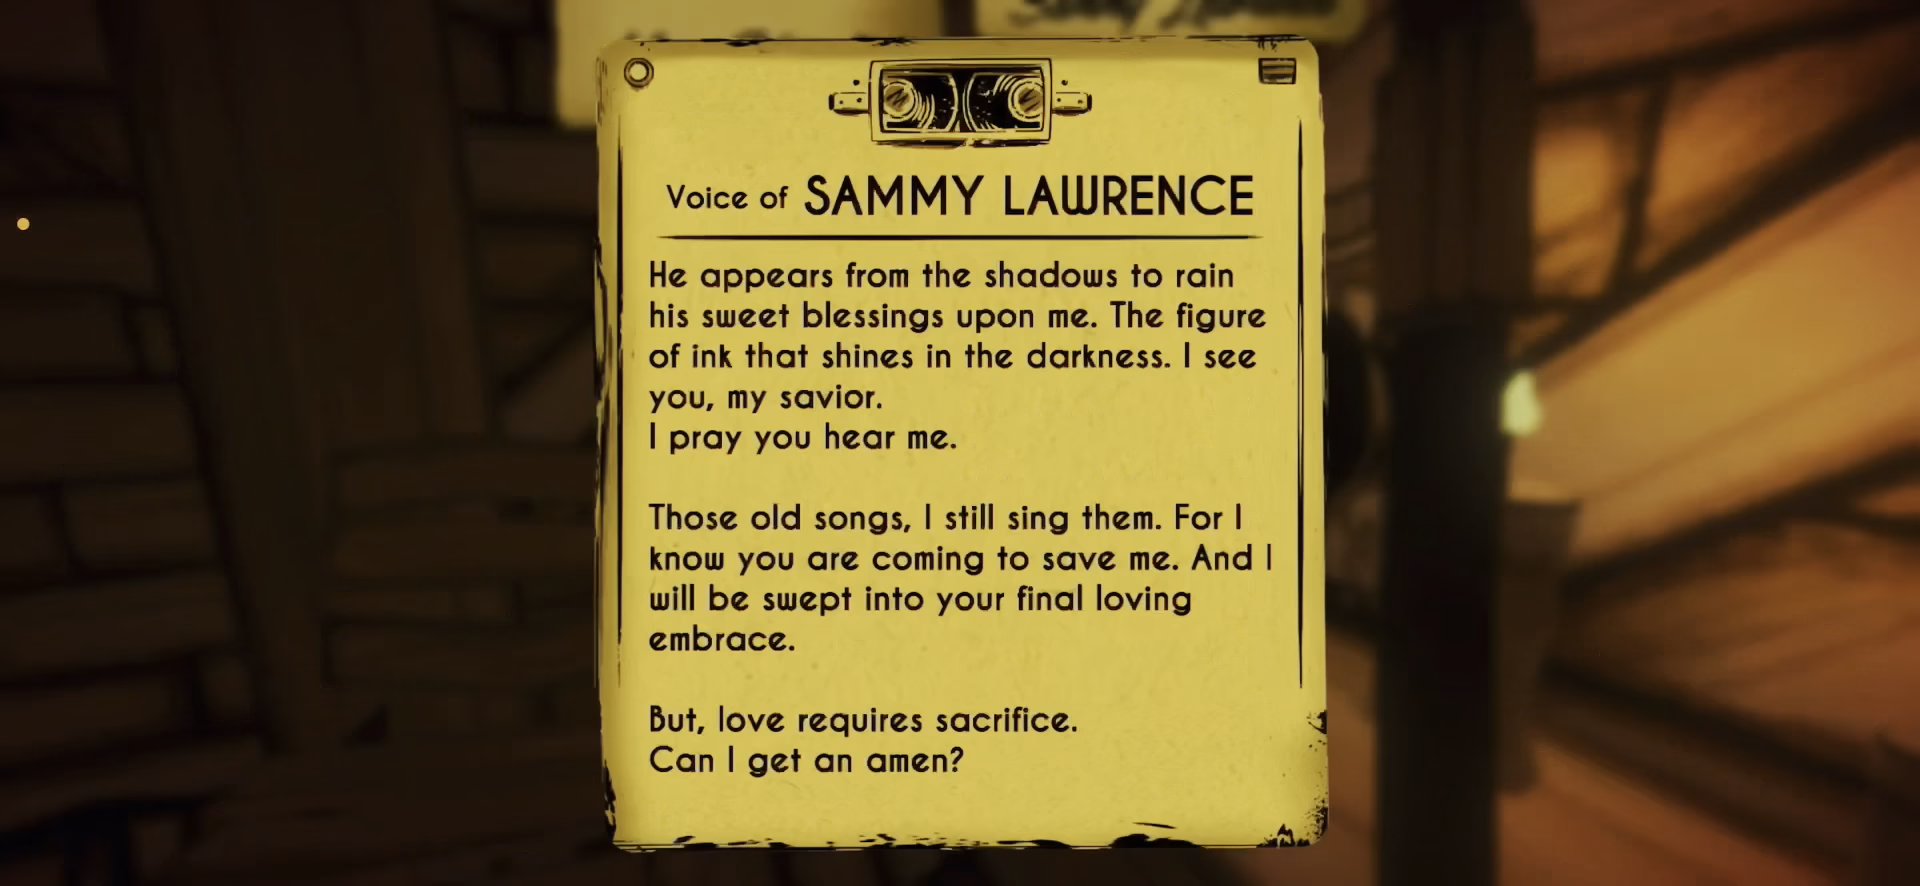 Voice of SAMMY LAWRENCE
He appears from the shadows to rain
his sweet blessings upon me. The figure
of ink that shines in the darkness. I see
you, my savior.
I pray you hear me.
Those old songs, I still sing them. For I
know you are coming to save me. And I
will be swept into your final loving
embrace.
But, love requires sacrifice.
Can I get an amen?